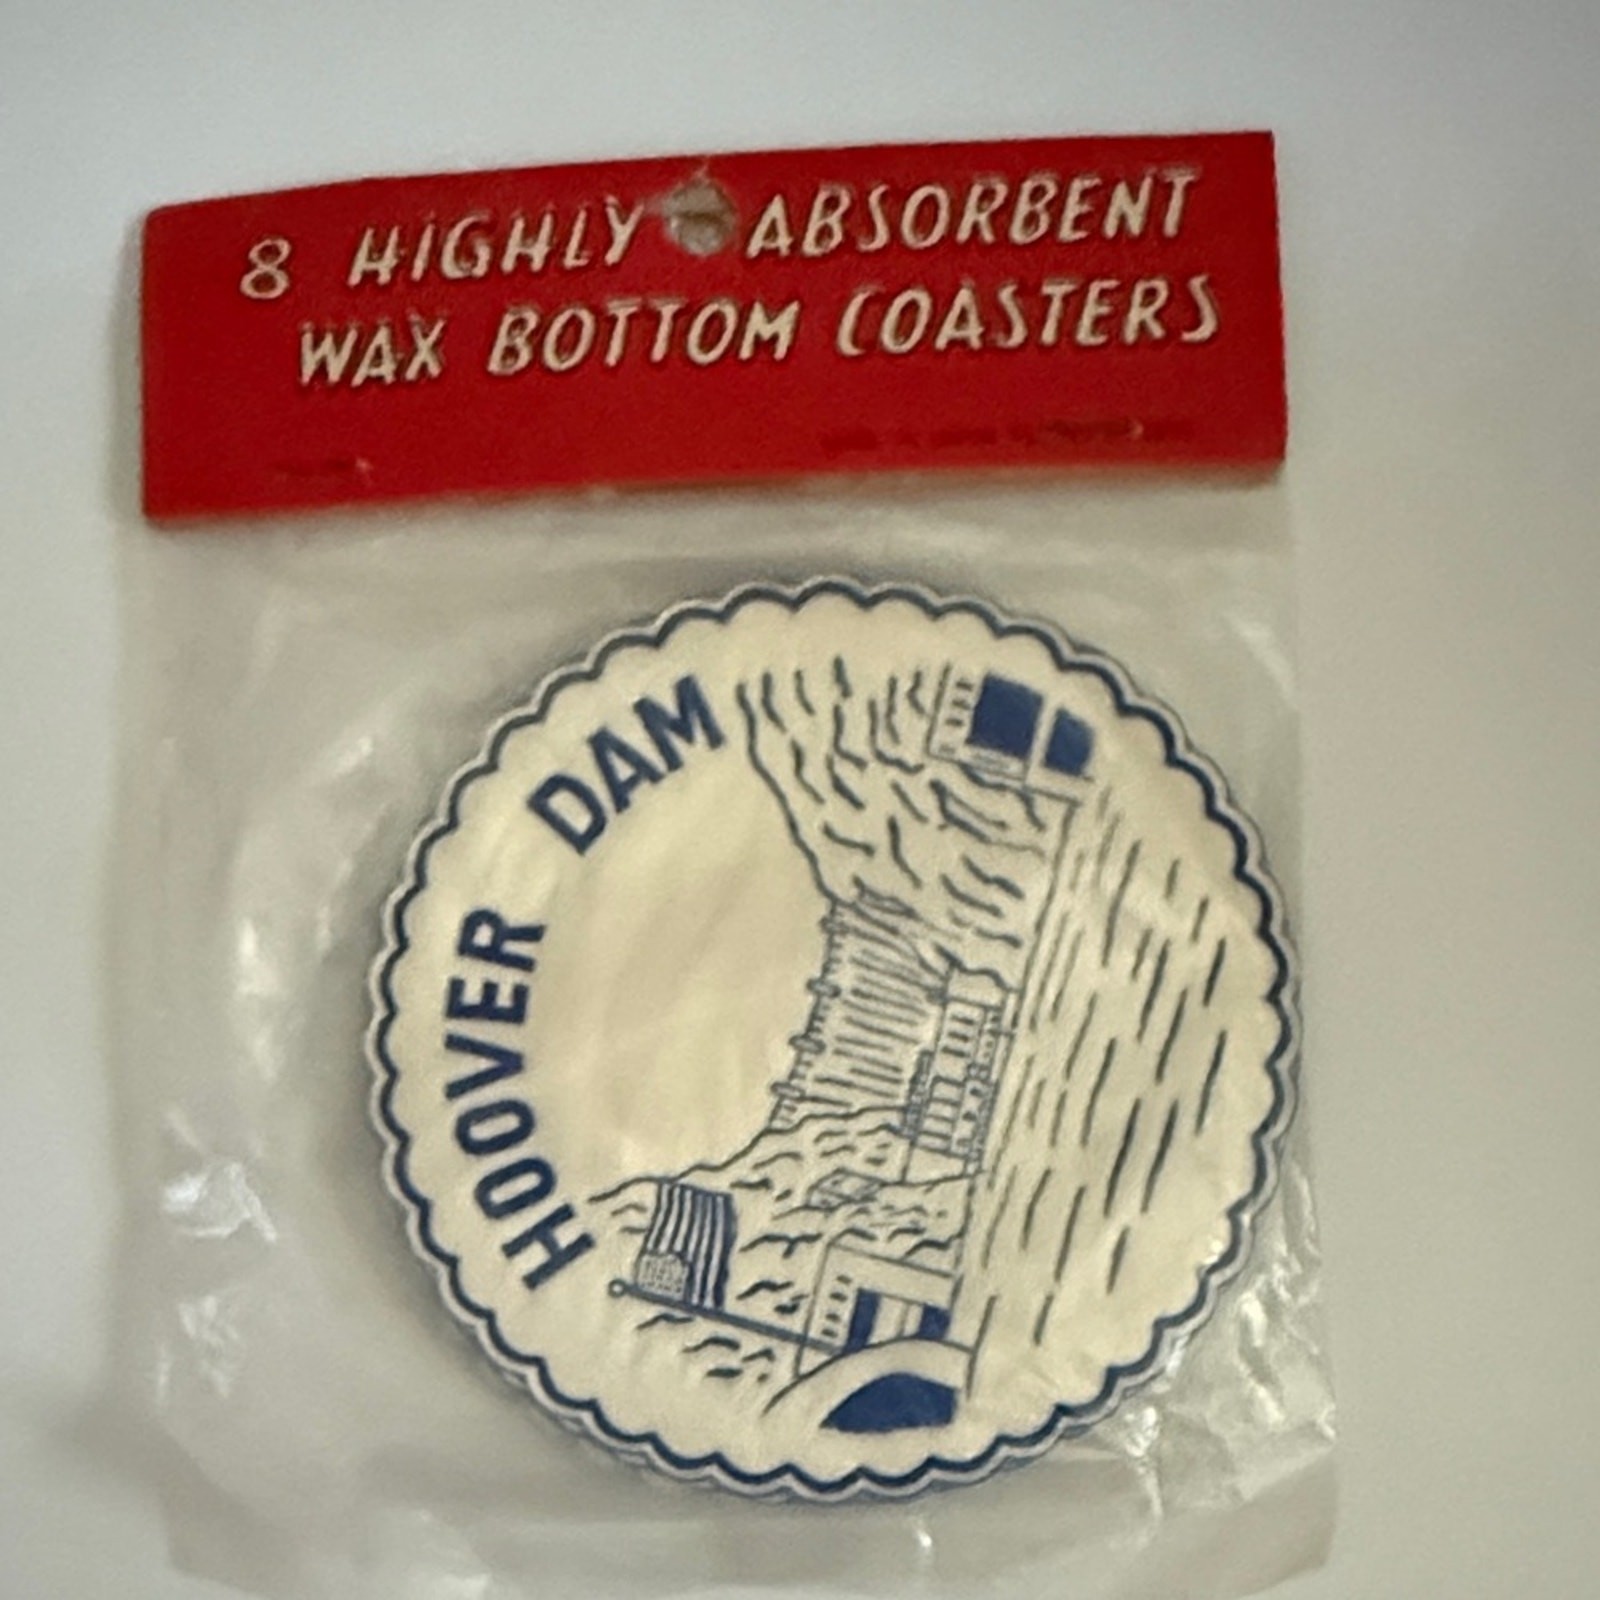 8 HIGHLY ABSORBENT
WAX BOTTOM COASTERS
HOOVER DAM